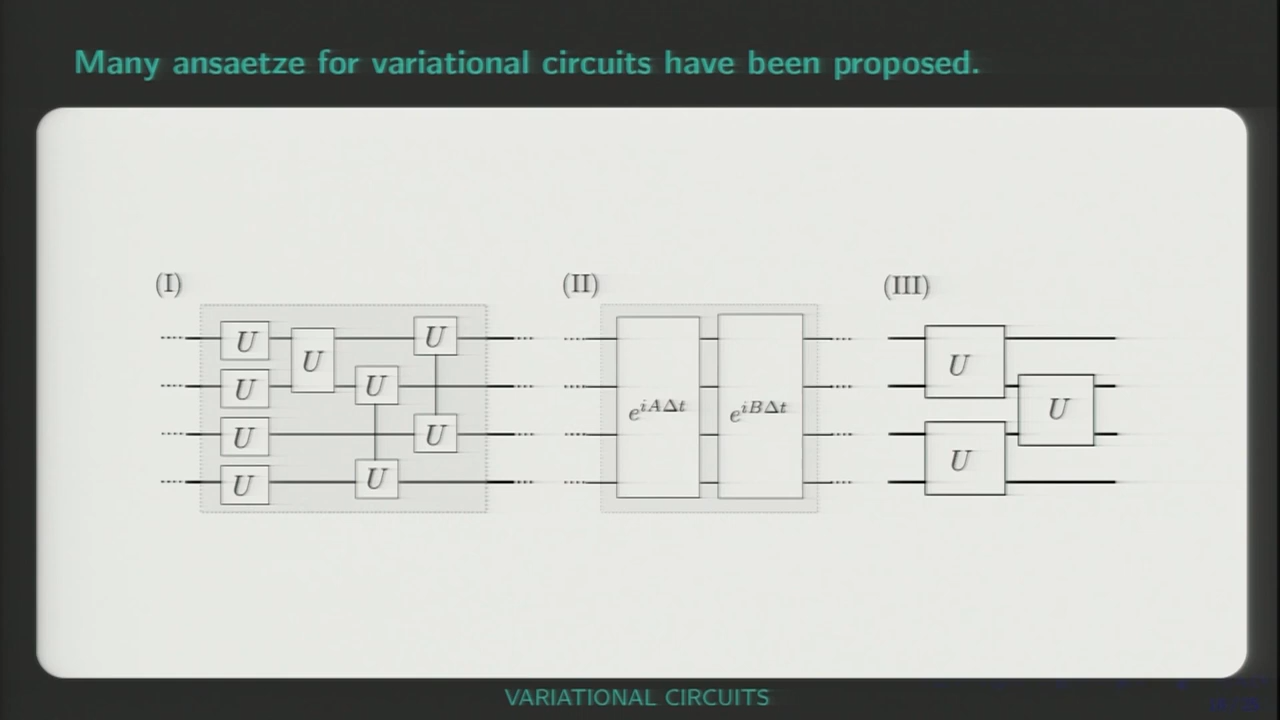 Many ansaetze for variational circuits have been proposed.
(I) (II) (III)
U U U
U U U
U U
U U
U
U
e^{iAΔt} e^{iBΔt}
U
U
U
VARIATIONAL CIRCUITS